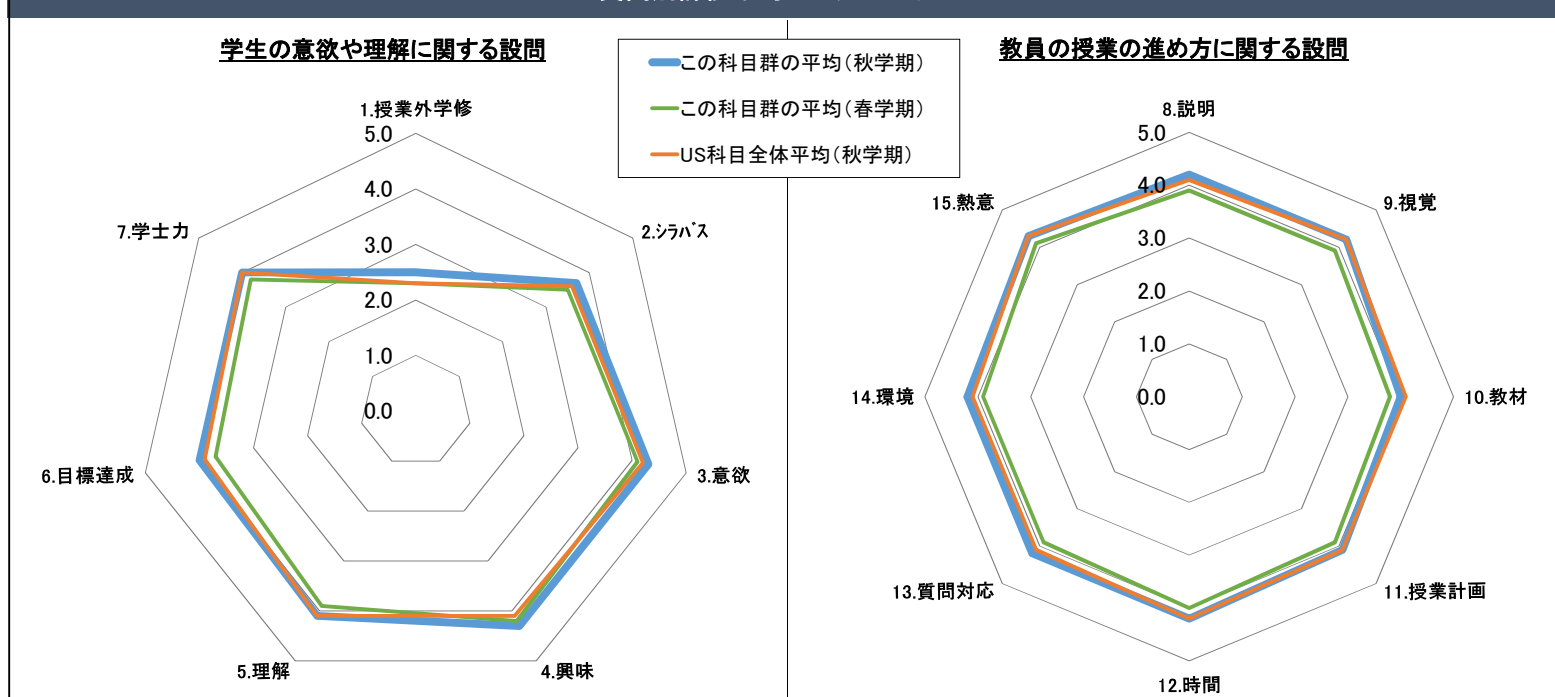 学生の意欲や理解に関する設問
この科目群の平均(秋学期)
この科目群の平均(春学期)
US科目全体平均(秋学期)
教員の授業の進め方に関する設問
1.授業外学修
5.0
4.0
3.0
2.0
1.0
0.0
2.シラバス
3.意欲
4.興味
5.理解
6.目標達成
7.学士力
8.説明
5.0
4.0
3.0
2.0
1.0
0.0
9.視覚
10.教材
11.授業計画
12.時間
13.質問対応
14.環境
15.熱意